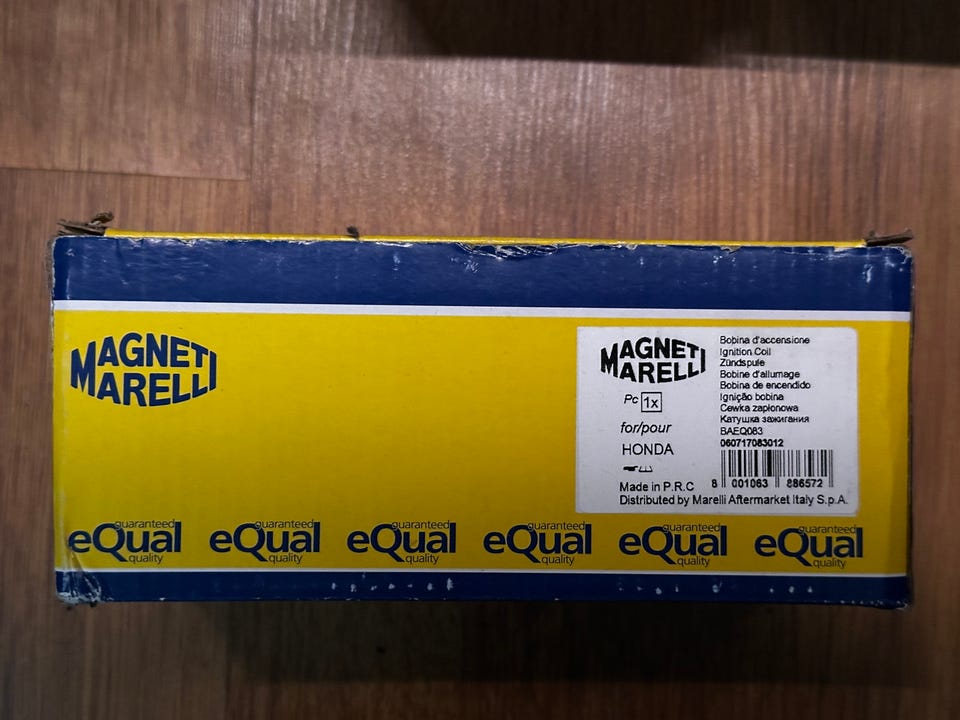 MAGNETI
MARELLI
MAGNETI
MARELLI
Pc 1x
for/pour
HONDA
Made in P.R.C
Distributed by Marelli Aftermarket Italy S.p.A.
Bobina d'accensione
Ignition Coil
Zündspule
Bobine d'allumage
Bobina de encendido
Ignição bobina
Cewka zapłonowa
Катушка зажигания
BAEQ083
060717083012
8 001063 886572
guaranteed
eQual
quality
guaranteed
eQual
quality
guaranteed
eQual
quality
guaranteed
eQual
quality
guaranteed
eQual
quality
guaranteed
eQual
quality